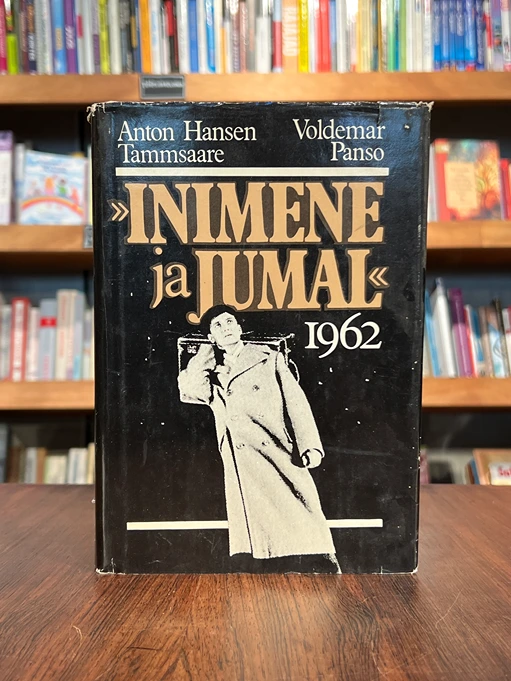 Anton Hansen Voldemar
Tammsaare Panso
»INIMENE
ja JUMAL«
1962